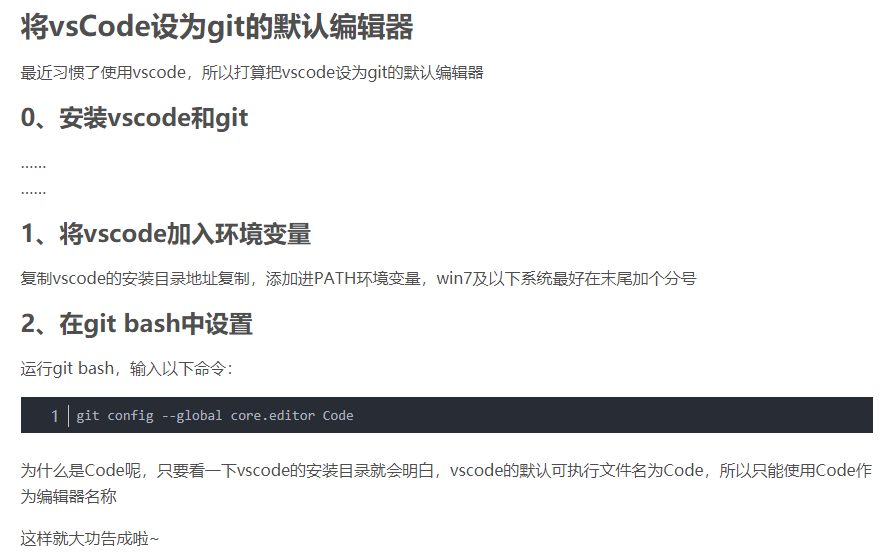 将vsCode设为git的默认编辑器
最近习惯了使用vscode，所以打算把vscode设为git的默认编辑器
0、安装vscode和git
……
……
1、将vscode加入环境变量
复制vscode的安装目录地址复制，添加进PATH环境变量，win7及以下系统最好在末尾加个分号
2、在git bash中设置
运行git bash，输入以下命令：
1 git config --global core.editor Code
为什么是Code呢，只要看一下vscode的安装目录就会明白，vscode的默认可执行文件名为Code，所以只能使用Code作
为编辑器名称
这样就大功告成啦~